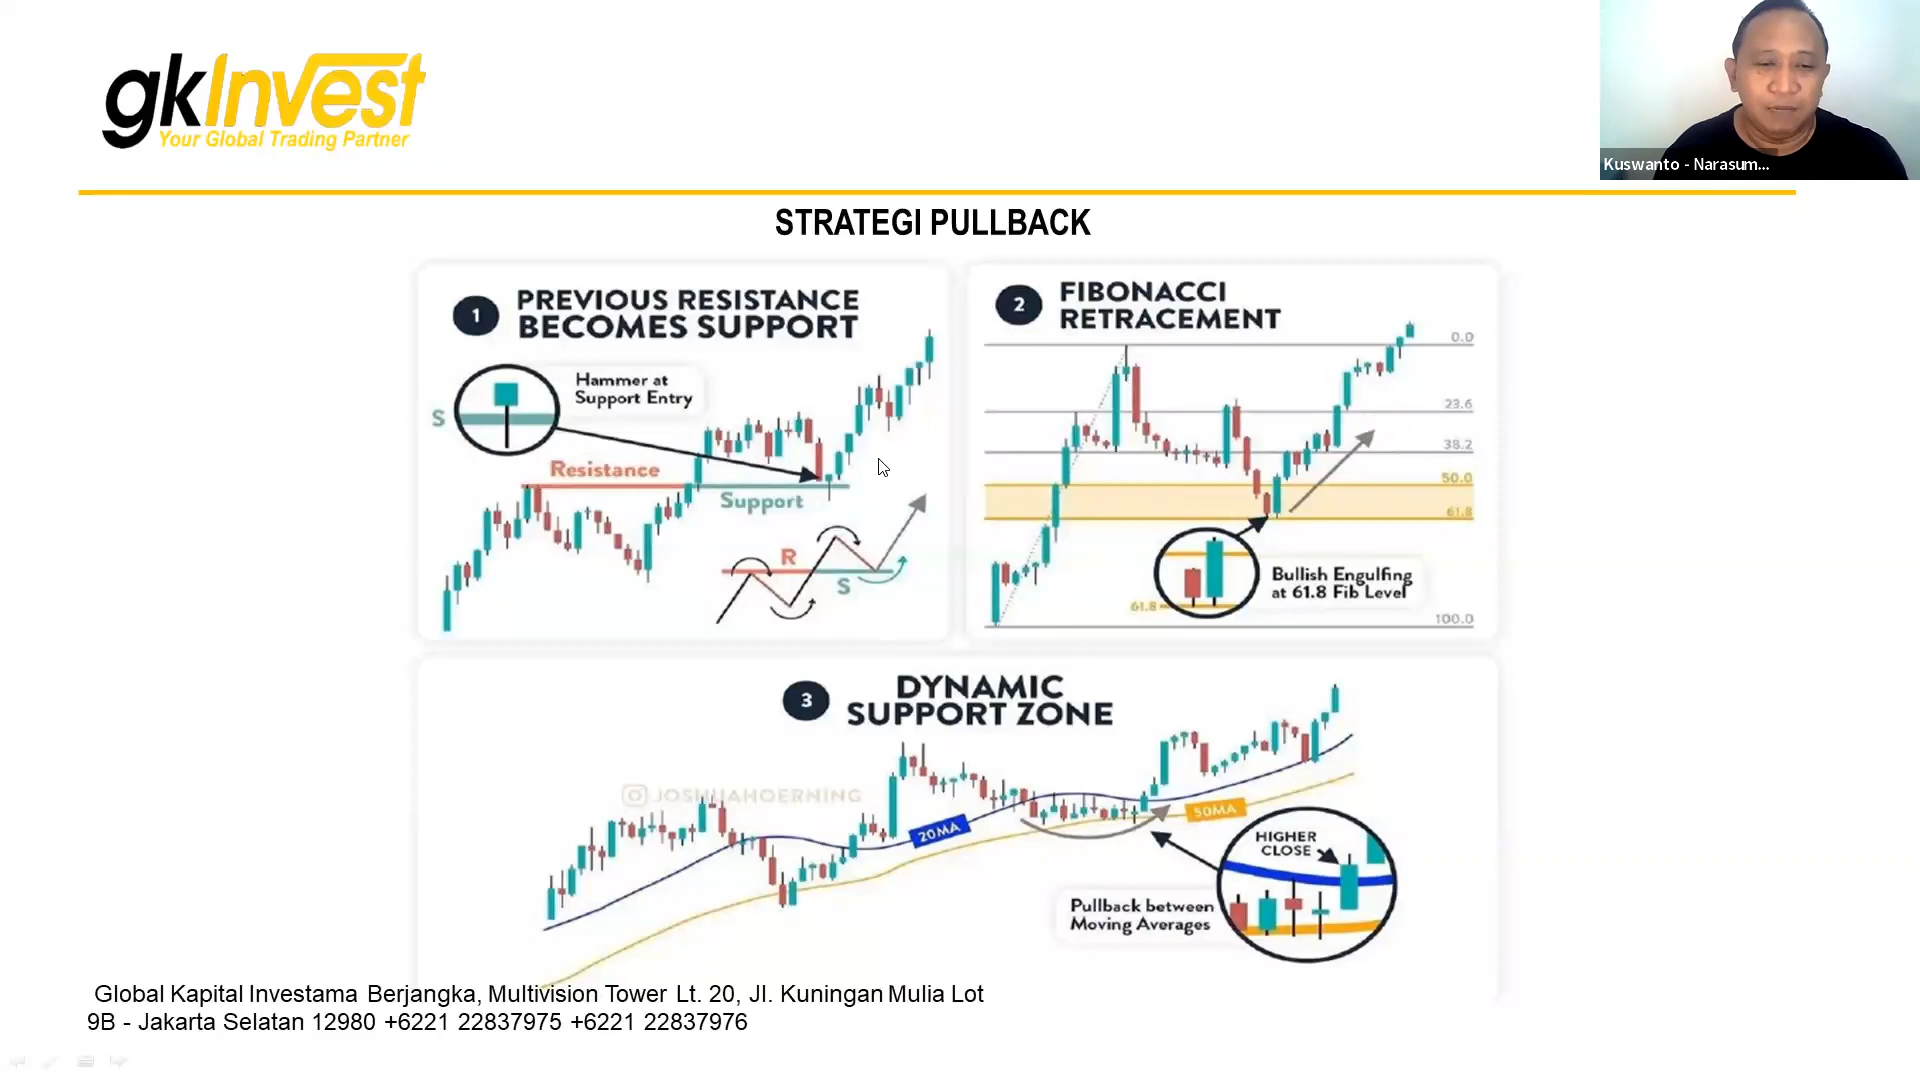 gkInvest
Your Global Trading Partner
Kuswanto - Narasum...
STRATEGI PULLBACK
1
PREVIOUS RESISTANCE
BECOMES SUPPORT
Hammer at
Support Entry
S
Resistance
Support
R
S
2
FIBONACCI
RETRACEMENT
0.0
23.6
38.2
50.0
61.8
Bullish Engulfing
at 61.8 Fib Level
61.8
100.0
3
DYNAMIC
SUPPORT ZONE
JOSHUAHOERNING
20MA
50MA
HIGHER
CLOSE
Pullback between
Moving Averages
Global Kapital Investama Berjangka, Multivision Tower Lt. 20, Jl. Kuningan Mulia Lot
9B - Jakarta Selatan 12980 +6221 22837975 +6221 22837976